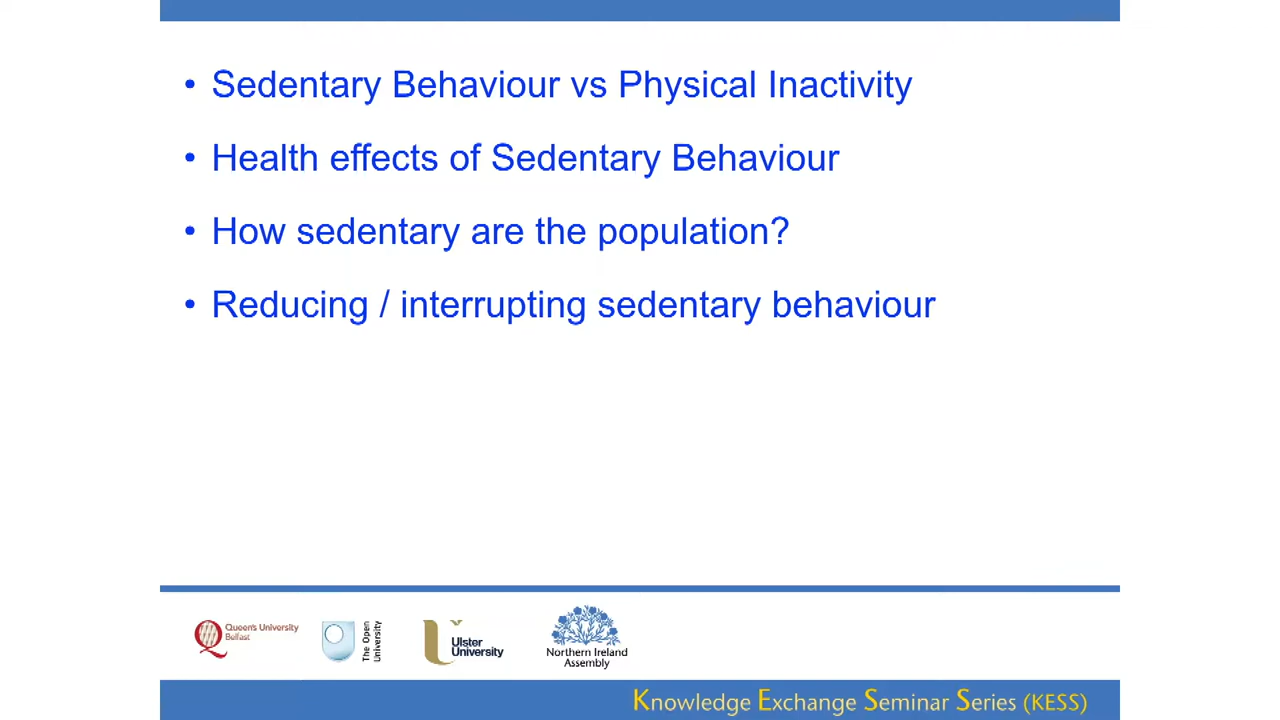 • Sedentary Behaviour vs Physical Inactivity
• Health effects of Sedentary Behaviour
• How sedentary are the population?
• Reducing / interrupting sedentary behaviour
Queen's University
Belfast
The Open
University
Ulster
University
Northern Ireland
Assembly
Knowledge Exchange Seminar Series (KESS)